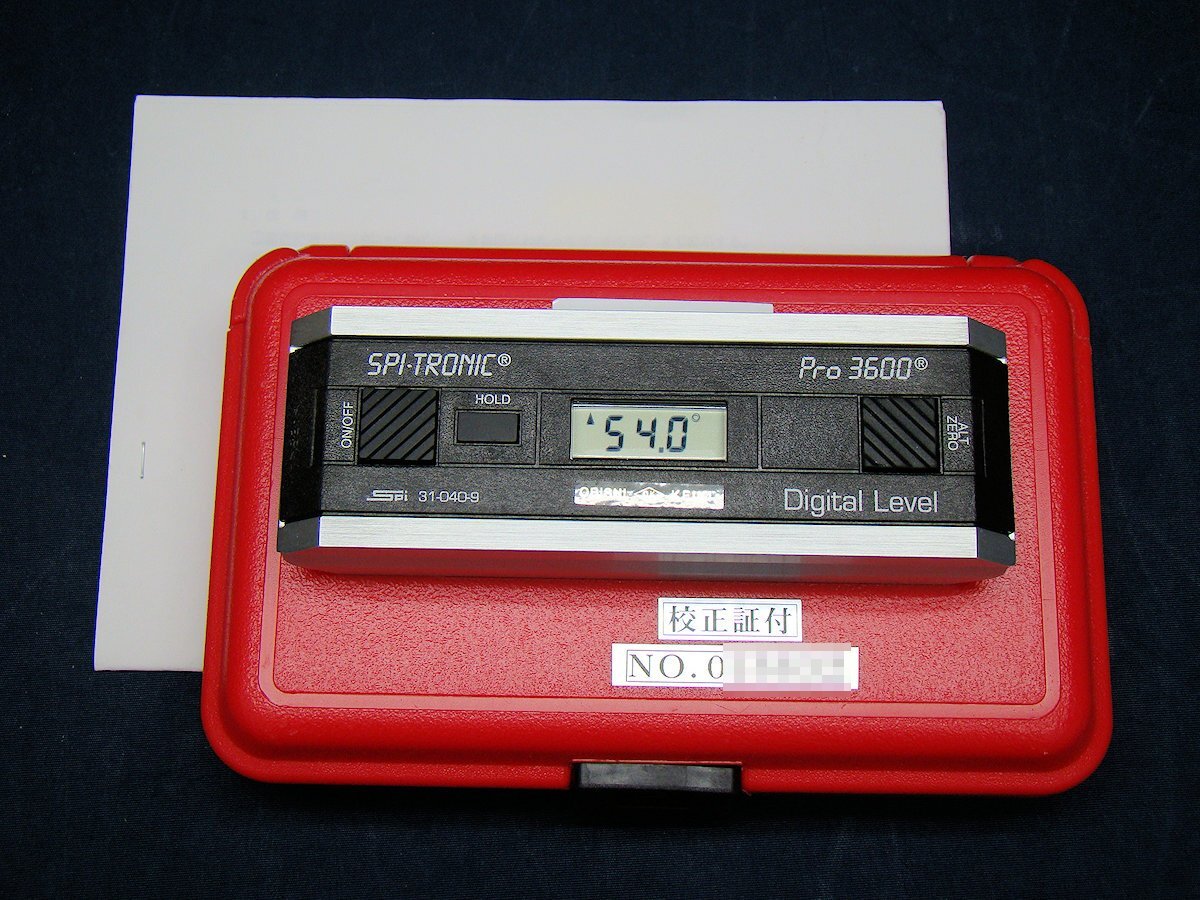 SPI-TRONIC®
Pro 3600®
ON/OFF
HOLD
54.0°
ALT
ZERO
SPI 31-040-9
Digital Level
校正証付
NO.0